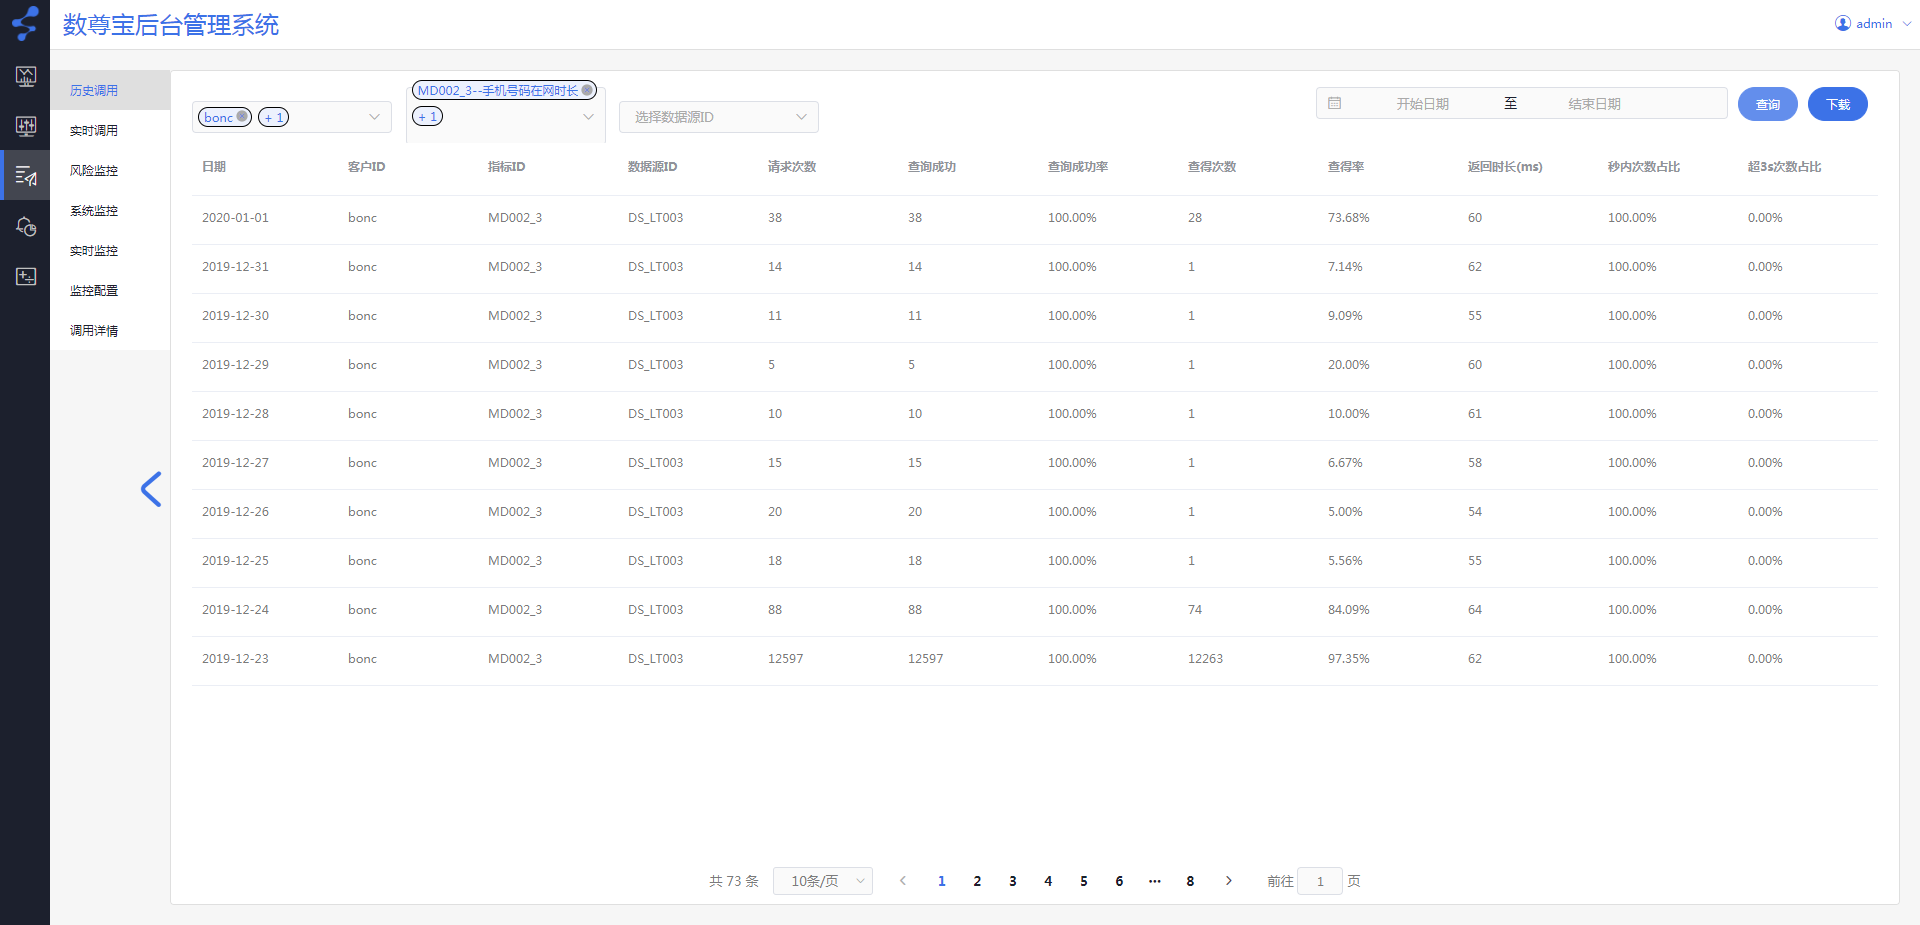 数尊宝后台管理系统
admin
历史调用
实时调用
风险监控
系统监控
实时监控
监控配置
调用详情
bonc + 1
MD002_3--手机号码在网时长
+ 1
选择数据源ID
开始日期 至 结束日期
查询 下载
日期 客户ID 指标ID 数据源ID 请求次数 查询成功 查询成功率 查得次数 查得率 返回时长(ms) 秒内次数占比 超3s次数占比
2020-01-01 bonc MD002_3 DS_LT003 38 38 100.00% 28 73.68% 60 100.00% 0.00%
2019-12-31 bonc MD002_3 DS_LT003 14 14 100.00% 1 7.14% 62 100.00% 0.00%
2019-12-30 bonc MD002_3 DS_LT003 11 11 100.00% 1 9.09% 55 100.00% 0.00%
2019-12-29 bonc MD002_3 DS_LT003 5 5 100.00% 1 20.00% 60 100.00% 0.00%
2019-12-28 bonc MD002_3 DS_LT003 10 10 100.00% 1 10.00% 61 100.00% 0.00%
2019-12-27 bonc MD002_3 DS_LT003 15 15 100.00% 1 6.67% 58 100.00% 0.00%
2019-12-26 bonc MD002_3 DS_LT003 20 20 100.00% 1 5.00% 54 100.00% 0.00%
2019-12-25 bonc MD002_3 DS_LT003 18 18 100.00% 1 5.56% 55 100.00% 0.00%
2019-12-24 bonc MD002_3 DS_LT003 88 88 100.00% 74 84.09% 64 100.00% 0.00%
2019-12-23 bonc MD002_3 DS_LT003 12597 12597 100.00% 12263 97.35% 62 100.00% 0.00%
共 73 条 10条/页 1 2 3 4 5 6 ••• 8 前往 1 页